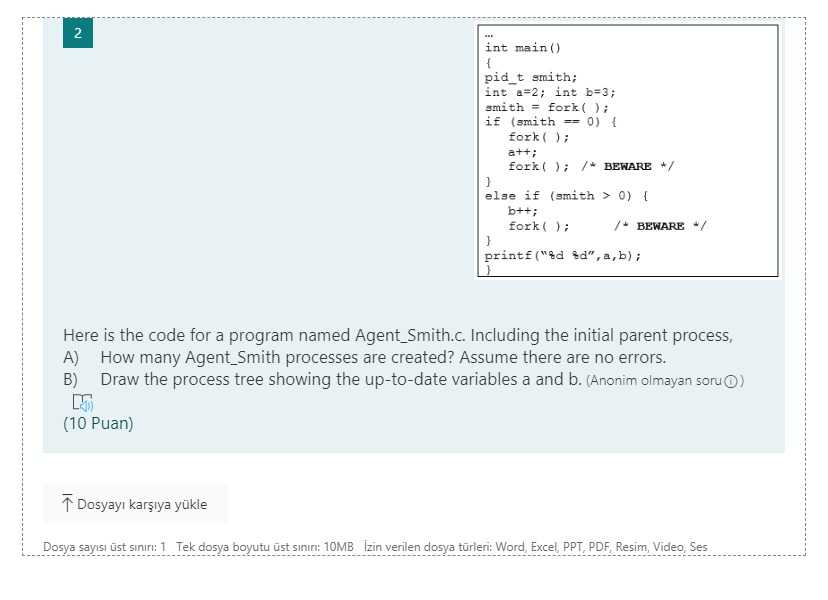 2
...
int main()
{
pid_t smith;
int a=2; int b=3;
smith = fork( );
if (smith == 0) {
fork( );
a++;
fork( ); /* BEWARE */
}
else if (smith > 0) {
b++;
fork( ); /* BEWARE */
}
printf("%d %d",a,b);
}
Here is the code for a program named Agent_Smith.c. Including the initial parent process,
A) How many Agent_Smith processes are created? Assume there are no errors.
B) Draw the process tree showing the up-to-date variables a and b. (Anonim olmayan soru)
(10 Puan)
Dosyayı karşıya yükle
Dosya sayısı üst sınırı: 1 Tek dosya boyutu üst sınırı: 10MB İzin verilen dosya türleri: Word, Excel, PPT, PDF, Resim, Video, Ses